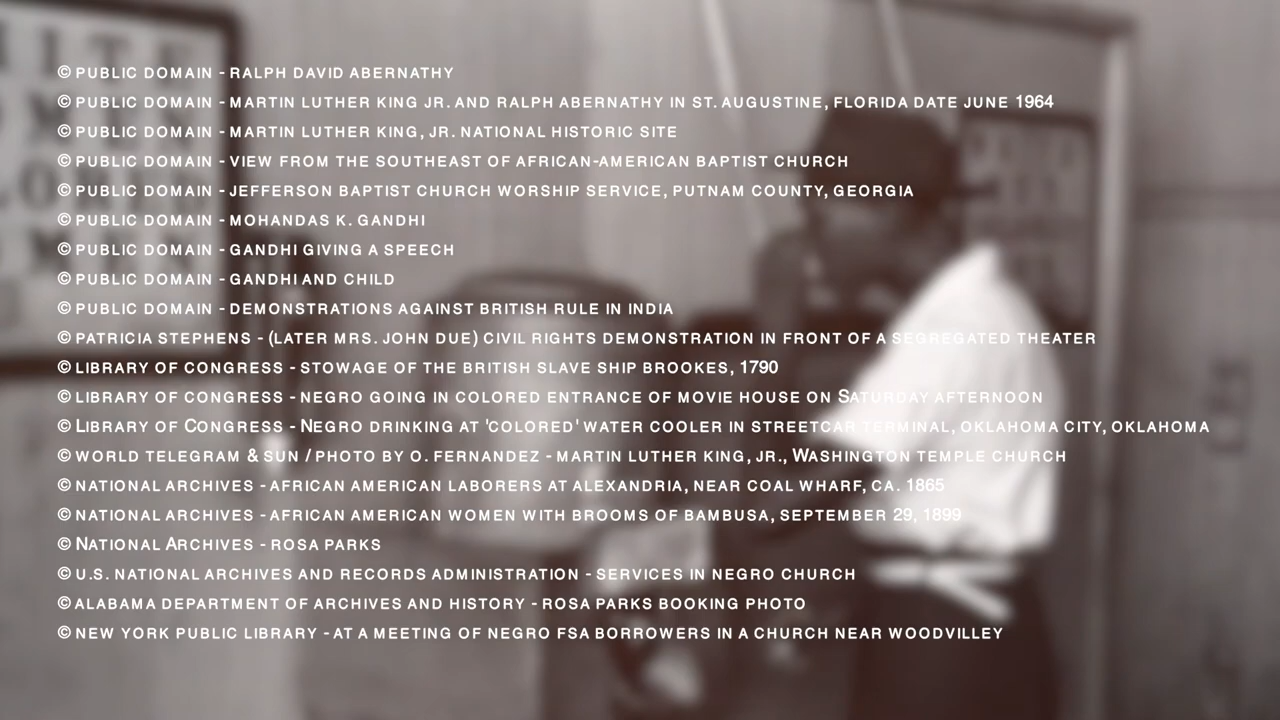 © PUBLIC DOMAIN - RALPH DAVID ABERNATHY
© PUBLIC DOMAIN - MARTIN LUTHER KING JR. AND RALPH ABERNATHY IN ST. AUGUSTINE, FLORIDA DATE JUNE 1964
© PUBLIC DOMAIN - MARTIN LUTHER KING, JR. NATIONAL HISTORIC SITE
© PUBLIC DOMAIN - VIEW FROM THE SOUTHEAST OF AFRICAN-AMERICAN BAPTIST CHURCH
© PUBLIC DOMAIN - JEFFERSON BAPTIST CHURCH WORSHIP SERVICE, PUTNAM COUNTY, GEORGIA
© PUBLIC DOMAIN - MOHANDAS K. GANDHI
© PUBLIC DOMAIN - GANDHI GIVING A SPEECH
© PUBLIC DOMAIN - GANDHI AND CHILD
© PUBLIC DOMAIN - DEMONSTRATIONS AGAINST BRITISH RULE IN INDIA
© PATRICIA STEPHENS - (LATER MRS. JOHN DUE) CIVIL RIGHTS DEMONSTRATION IN FRONT OF A SEGREGATED THEATER
© LIBRARY OF CONGRESS - STOWAGE OF THE BRITISH SLAVE SHIP BROOKES, 1790
© LIBRARY OF CONGRESS - NEGRO GOING IN COLORED ENTRANCE OF MOVIE HOUSE ON SATURDAY AFTERNOON
© LIBRARY OF CONGRESS - NEGRO DRINKING AT 'COLORED' WATER COOLER IN STREETCAR TERMINAL, OKLAHOMA CITY, OKLAHOMA
© WORLD TELEGRAM & SUN / PHOTO BY O. FERNANDEZ - MARTIN LUTHER KING, JR., WASHINGTON TEMPLE CHURCH
© NATIONAL ARCHIVES - AFRICAN AMERICAN LABORERS AT ALEXANDRIA, NEAR COAL WHARF, CA. 1865
© NATIONAL ARCHIVES - AFRICAN AMERICAN WOMEN WITH BROOMS OF BAMBUSA, SEPTEMBER 29, 1899
© NATIONAL ARCHIVES - ROSA PARKS
© U.S. NATIONAL ARCHIVES AND RECORDS ADMINISTRATION - SERVICES IN NEGRO CHURCH
© ALABAMA DEPARTMENT OF ARCHIVES AND HISTORY - ROSA PARKS BOOKING PHOTO
© NEW YORK PUBLIC LIBRARY - AT A MEETING OF NEGRO FSA BORROWERS IN A CHURCH NEAR WOODVILLEY